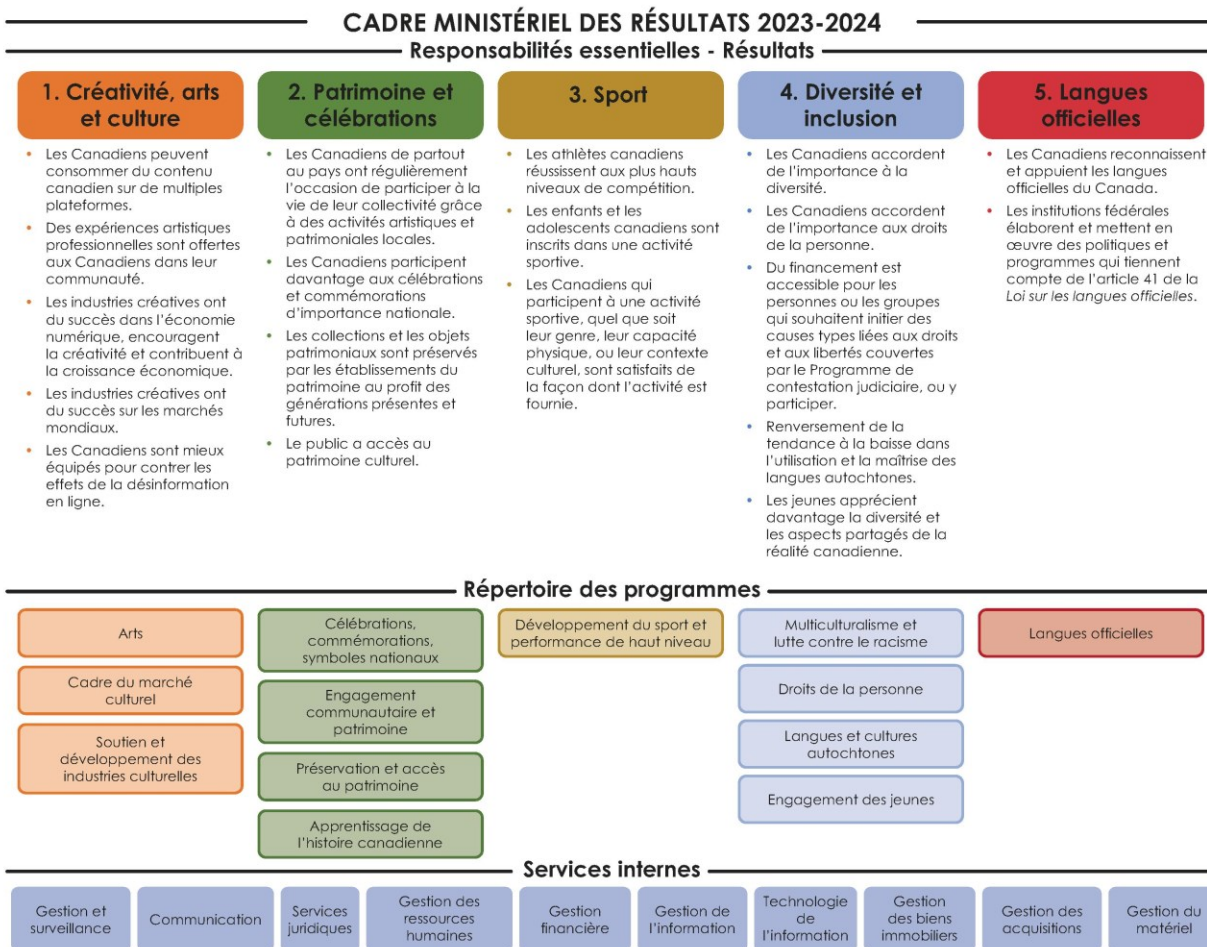 CADRE MINISTÉRIEL DES RÉSULTATS 2023-2024
Responsabilités essentielles - Résultats
1. Créativité, arts
et culture
• Les Canadiens peuvent
consommer du contenu
canadien sur de multiples
plateformes.
• Des expériences artistiques
professionnelles sont offertes
aux Canadiens dans leur
communauté.
• Les industries créatives ont
du succès dans l'économie
numérique, encouragent
la créativité et contribuent à
la croissance économique.
• Les industries créatives ont
du succès sur les marchés
mondiaux.
• Les Canadiens sont mieux
équipés pour contrer les
effets de la désinformation
en ligne.
2. Patrimoine et
célébrations
• Les Canadiens de partout
au pays ont régulièrement
l'occasion de participer à la
vie de leur collectivité grâce
à des activités artistiques et
patrimoniales locales.
• Les Canadiens participent
davantage aux célébrations
et commémorations
d'importance nationale.
• Les collections et les objets
patrimoniaux sont préservés
par les établissements du
patrimoine au profit des
générations présentes et
futures.
• Le public a accès au
patrimoine culturel.
3. Sport
• Les athlètes canadiens
réussissent aux plus hauts
niveaux de compétition.
• Les enfants et les
adolescents canadiens sont
inscrits dans une activité
sportive.
• Les Canadiens qui
participent à une activité
sportive, quel que soit
leur genre, leur capacité
physique, ou leur contexte
culturel, sont satisfaits de
la façon dont l'activité est
fournie.
4. Diversité et
inclusion
• Les Canadiens accordent
de l'importance à la
diversité.
• Les Canadiens accordent
de l'importance aux droits
de la personne.
• Du financement est
accessible pour les
personnes ou les groupes
qui souhaitent initier des
causes types liées aux droits
et aux libertés couvertes
par le Programme de
contestation judiciaire, ou y
participer.
• Renversement de la
tendance à la baisse dans
l'utilisation et la maîtrise des
langues autochtones.
• Les jeunes apprécient
davantage la diversité et
les aspects partagés de la
réalité canadienne.
5. Langues
officielles
• Les Canadiens reconnaissent
et appuient les langues
officielles du Canada.
• Les institutions fédérales
élaborent et mettent en
œuvre des politiques et
programmes qui tiennent
compte de l'article 41 de la
Loi sur les langues officielles.
Répertoire des programmes
Arts
Cadre du marché
culturel
Soutien et
développement des
industries culturelles
Célébrations,
commémorations,
symboles nationaux
Engagement
communautaire et
patrimoine
Préservation et accès
au patrimoine
Apprentissage de
l'histoire canadienne
Développement du sport et
performance de haut niveau
Multiculturalisme et
lutte contre le racisme
Droits de la personne
Langues et cultures
autochtones
Engagement des jeunes
Langues officielles
Services internes
Gestion et
surveillance
Communication
Services
juridiques
Gestion des
ressources
humaines
Gestion
financière
Gestion de
l'information
Technologie
de
l'information
Gestion
des biens
immobiliers
Gestion des
acquisitions
Gestion du
matériel